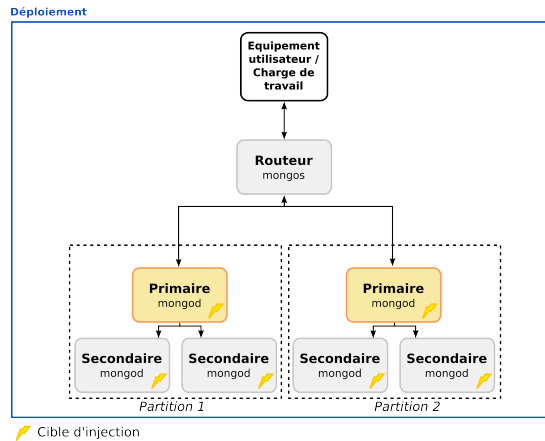 Déploiement
Equipement
utilisateur /
Charge de
travail
Routeur
mongos
Primaire
mongod
Primaire
mongod
Secondaire
mongod
Secondaire
mongod
Secondaire
mongod
Secondaire
mongod
Partition 1
Partition 2
Cible d'injection